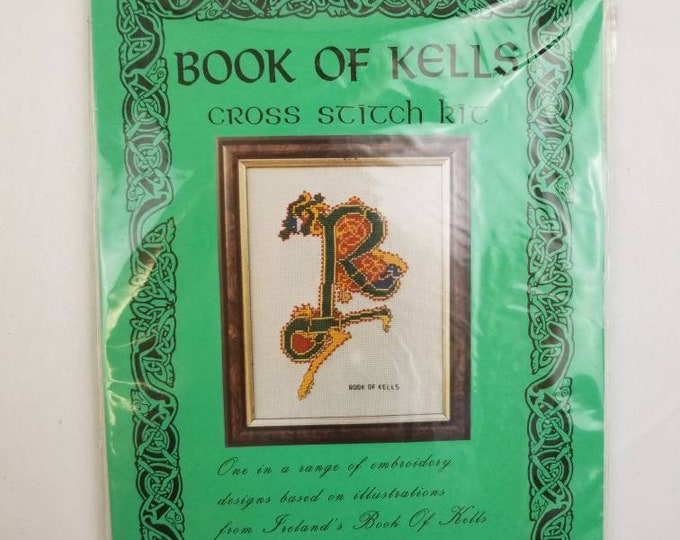 BOOK OF KELLS
CROSS STITCH KIT
R
BOOK OF KELLS
One in a range of embroidery
designs based on illustrations
from Ireland's Book Of Kells